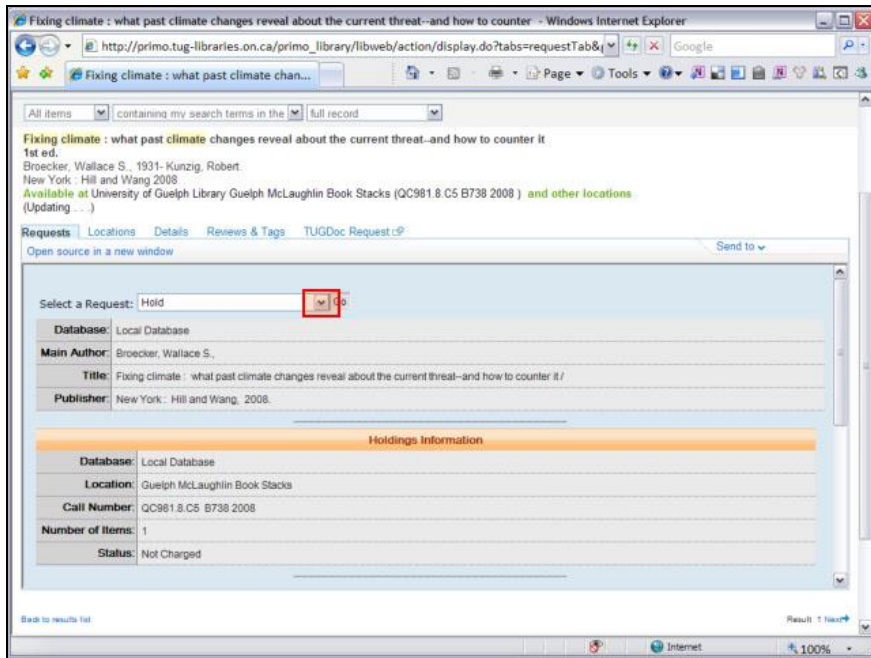 Fixing climate : what past climate changes reveal about the current threat--and how to counter - Windows Internet Explorer
http://primo.tug-libraries.on.ca/primo_library/libweb/action/display.do?tabs=requestTab&
Google
Fixing climate : what past climate chan...
Page Tools
All items containing my search terms in the full record
Fixing climate : what past climate changes reveal about the current threat--and how to counter it
1st ed.
Broecker, Wallace S., 1931- Kunzig, Robert.
New York : Hill and Wang 2008
Available at University of Guelph Library Guelph McLaughlin Book Stacks (QC981.8.C5 B738 2008 ) and other locations
(Updating . . .)
Requests Locations Details Reviews & Tags TUGDoc Request
Open source in a new window Send to
Select a Request: Hold Go
Database: Local Database
Main Author: Broecker, Wallace S.,
Title: Fixing climate : what past climate changes reveal about the current threat--and how to counter it /
Publisher: New York : Hill and Wang, 2008.
Holdings Information
Database: Local Database
Location: Guelph McLaughlin Book Stacks
Call Number: QC981.8.C5 B738 2008
Number of Items: 1
Status: Not Charged
Back to results list Result 1 Next
Internet 100%